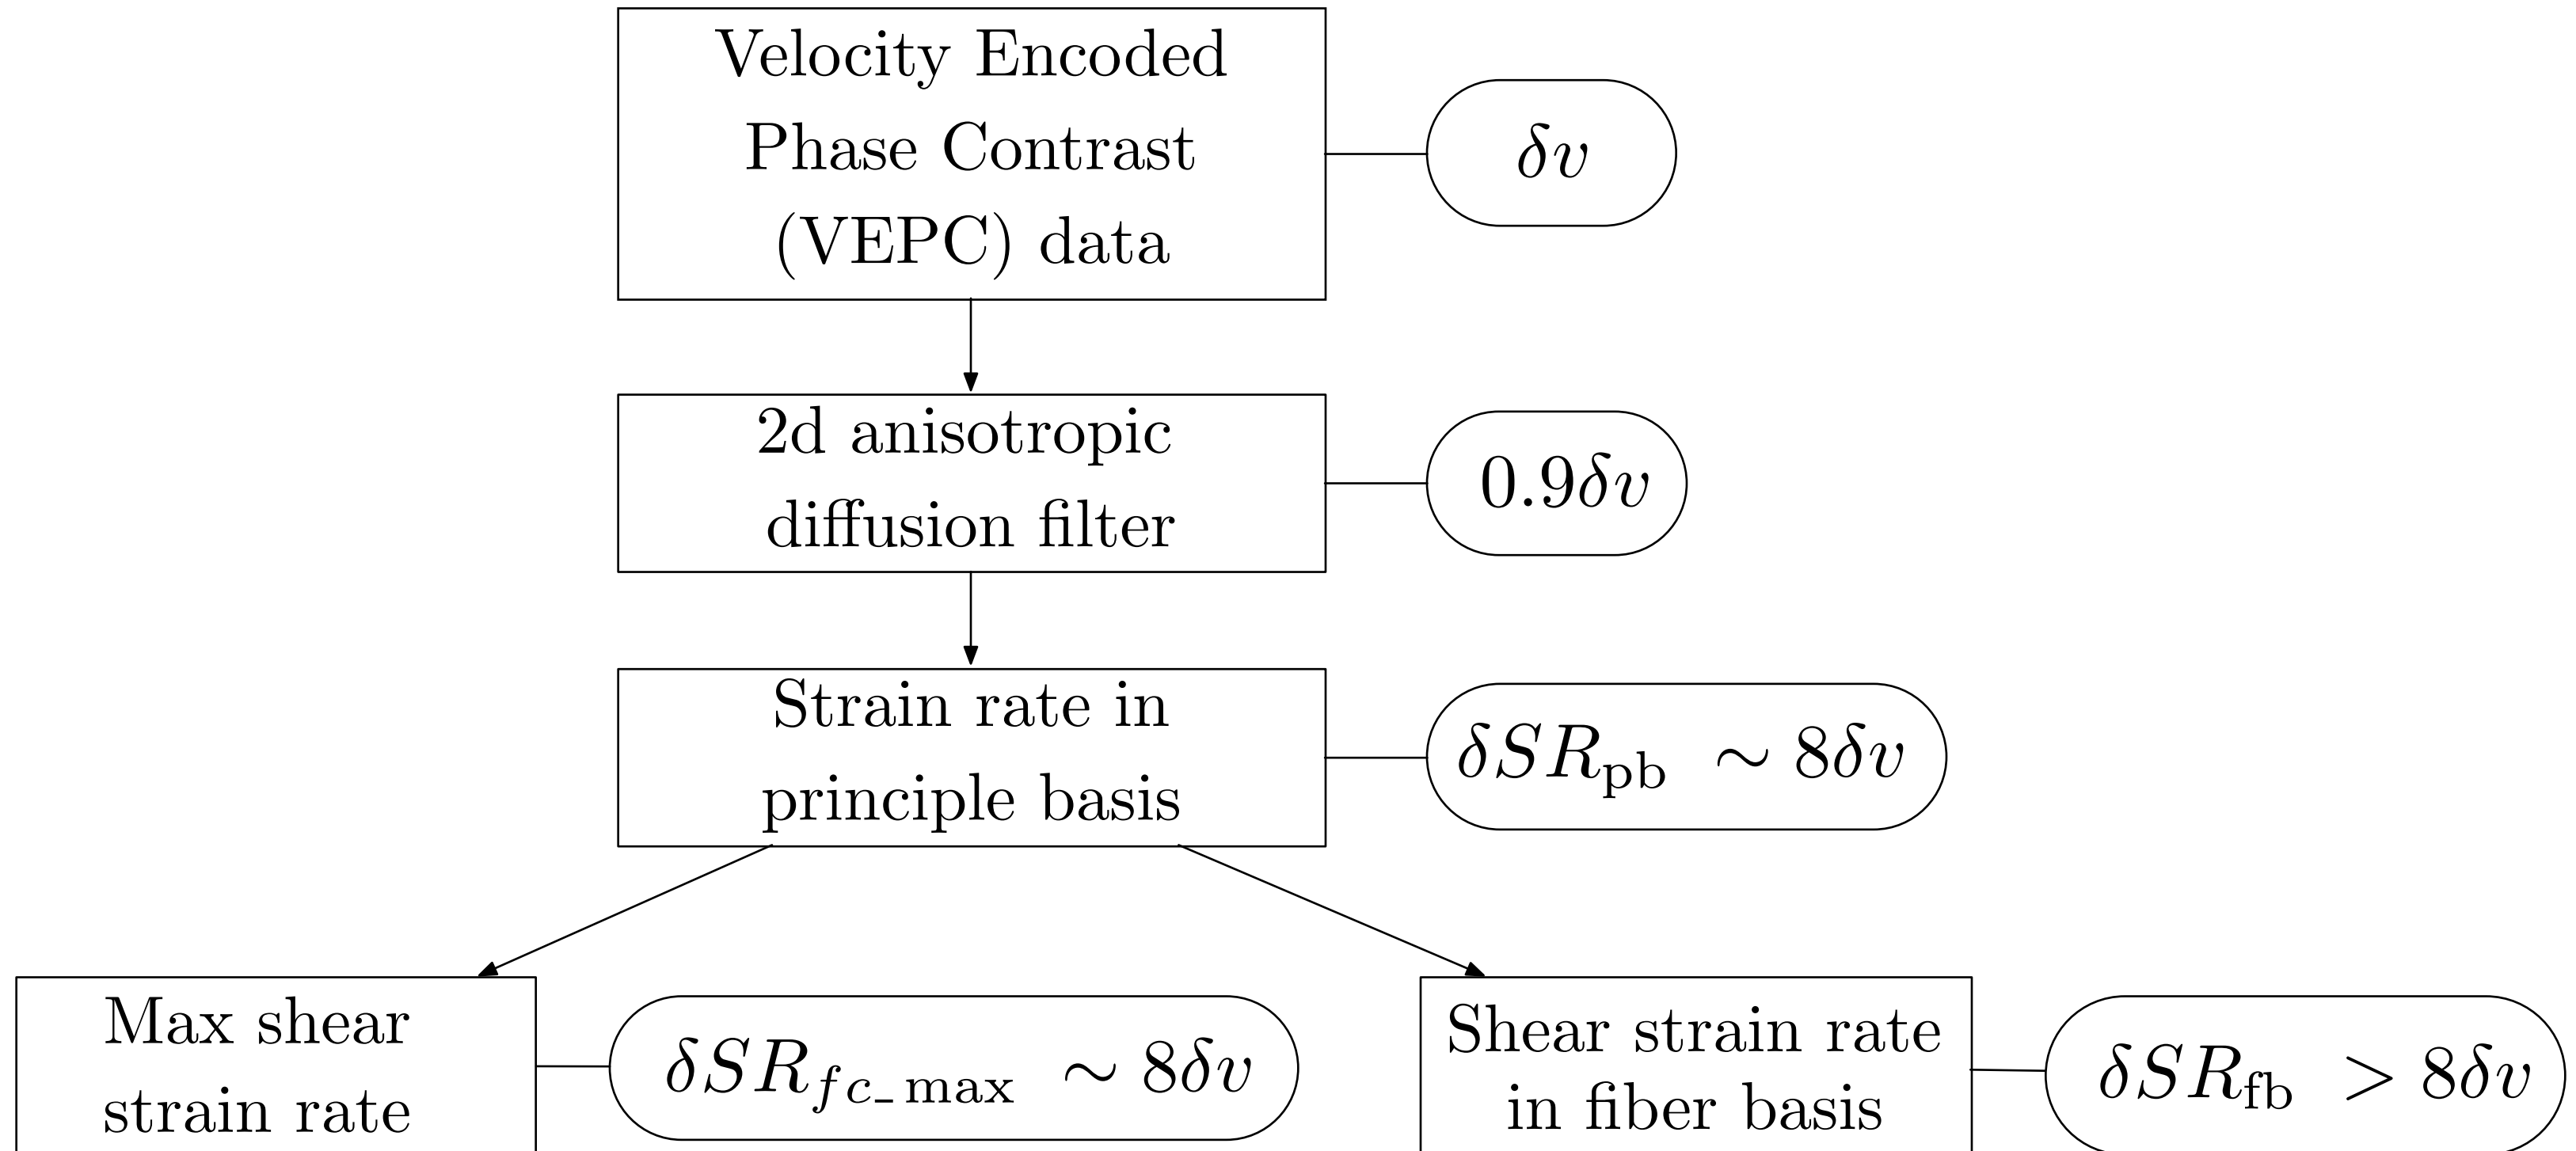 Velocity Encoded
Phase Contrast
(VEPC) data
δv
2d anisotropic
diffusion filter
0.9δv
Strain rate in
principle basis
δSR_pb ∼ 8δv
Max shear
strain rate
δSR_fc_max ∼ 8δv
Shear strain rate
in fiber basis
δSR_fb > 8δv